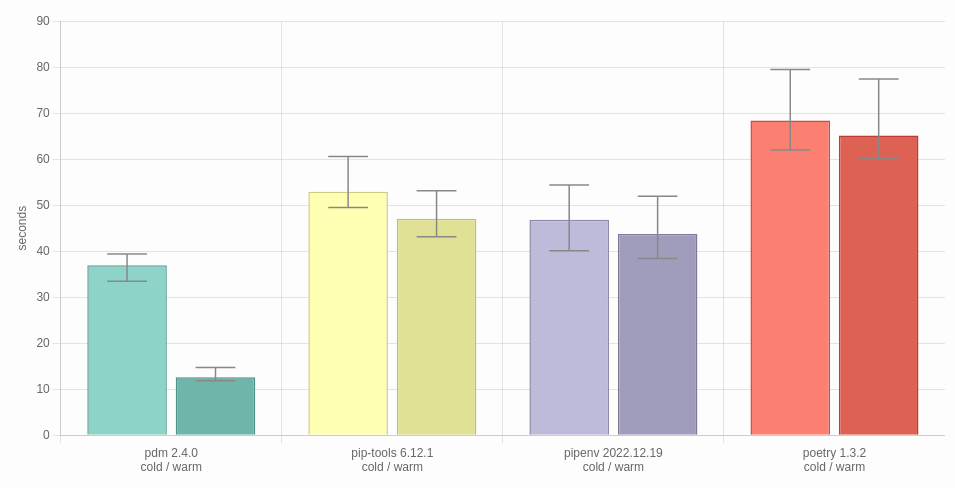 90
80
70
60
50
40
30
20
10
0
seconds
pdm 2.4.0
cold / warm
pip-tools 6.12.1
cold / warm
pipenv 2022.12.19
cold / warm
poetry 1.3.2
cold / warm